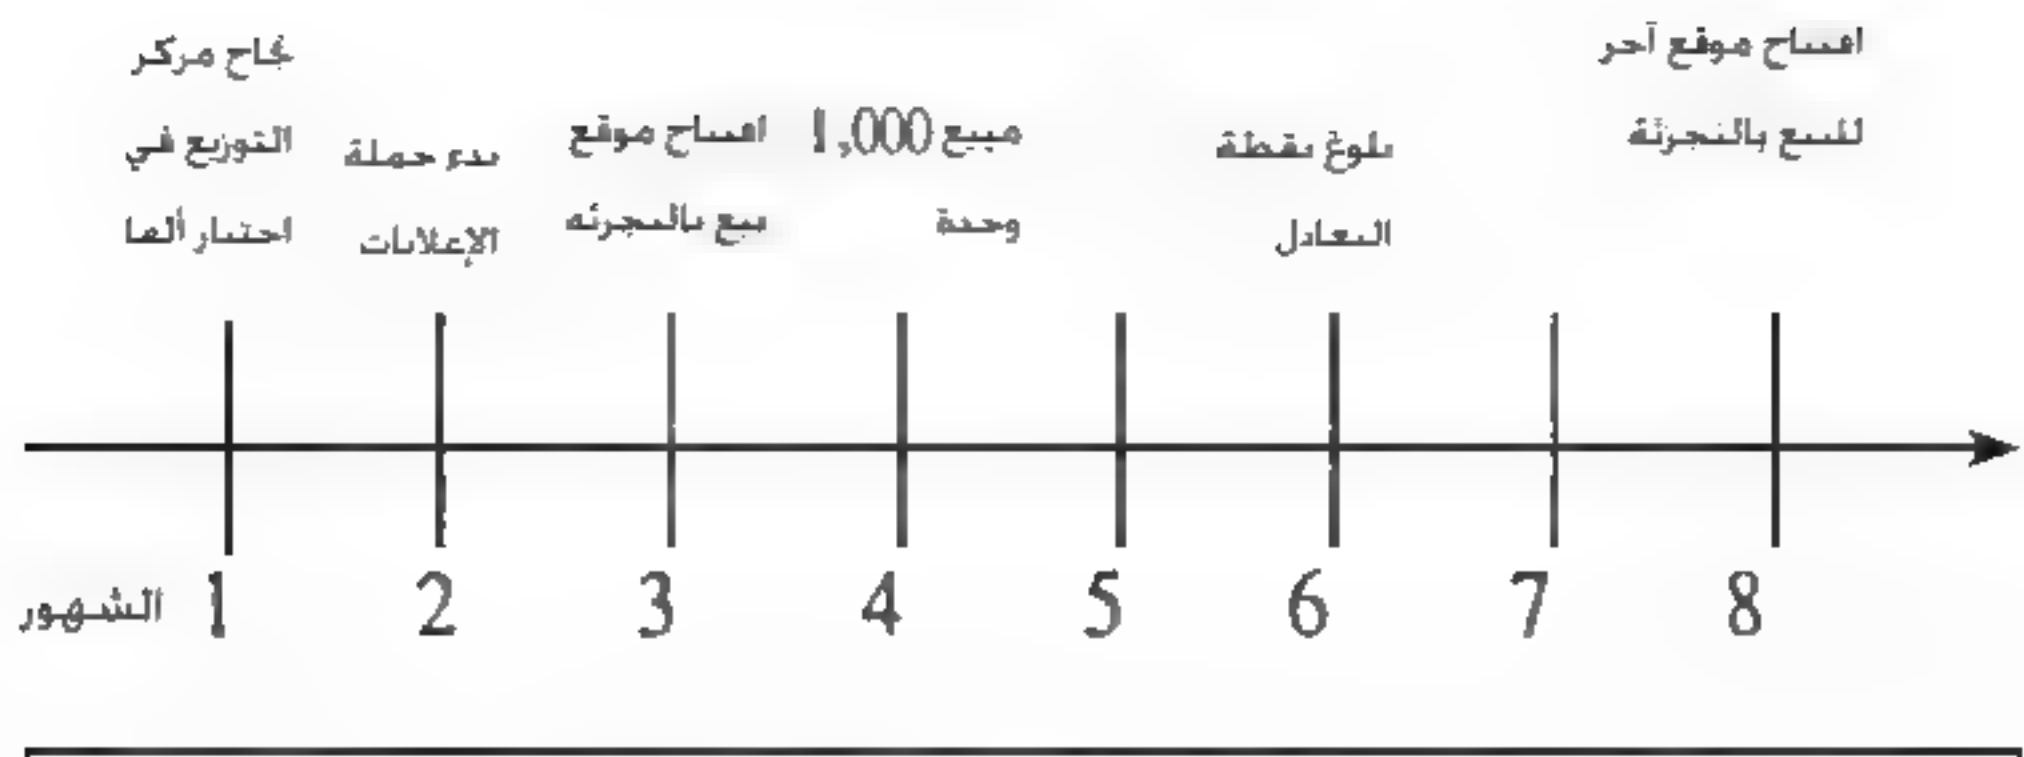 نجاح مركز
التوزيع في
اختبار ألفا
بدء حملة
الإعلانات
افتتاح موقع
بيع بالتجزئة
مبيع 1,000
وحدة
بلوغ نقطة
التعادل
افتتاح موقع آخر
للبيع بالتجزئة
الشهور 1 2 3 4 5 6 7 8